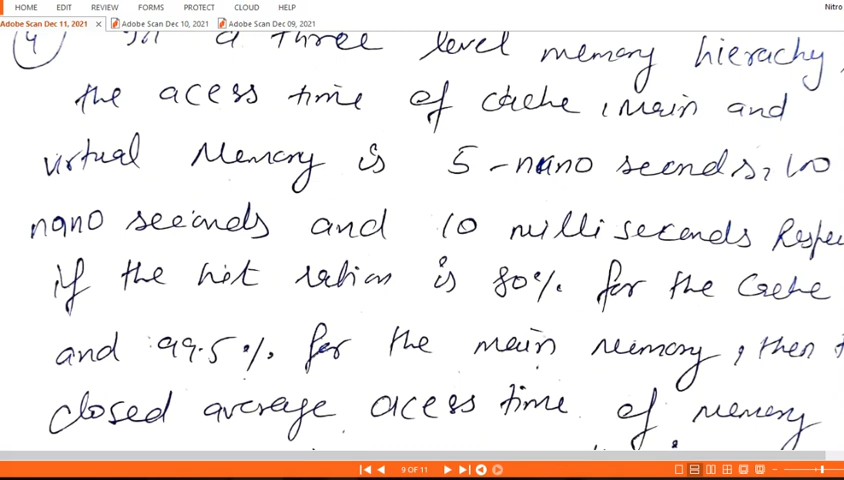 HOME EDIT REVIEW FORMS PROTECT CLOUD HELP Nitro
Adobe Scan Dec 11, 2021 × Adobe Scan Dec 10, 2021 Adobe Scan Dec 09, 2021
4 In a three level memory hierachy,
the acess time of cache, main and
virtual Memory is 5-nano seconds, 100
nano seconds and 10 milli seconds Respe
if the hit ration is 80% for the Cache
and 99.5% for the main memory, then t
closed average acess time of memory
9 OF 11